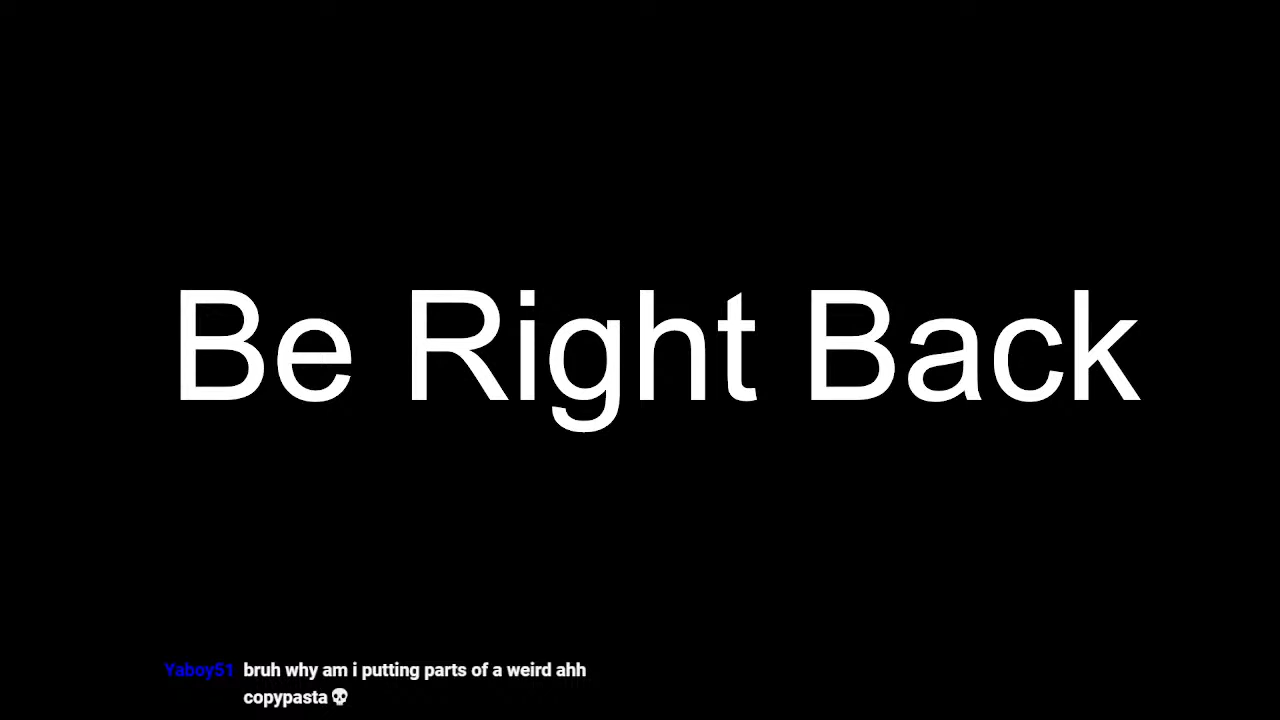 Be Right Back
Yaboy51 bruh why am i putting parts of a weird ahh
copypasta💀